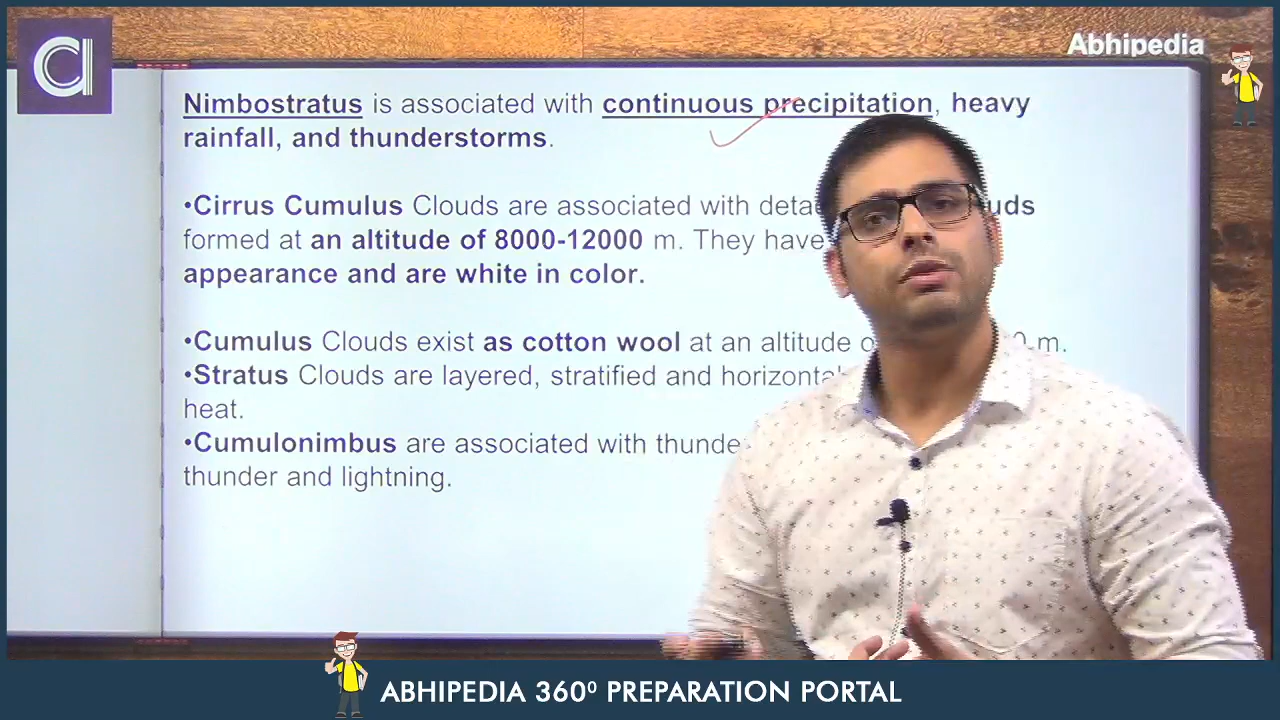 Abhipedia
Nimbostratus is associated with continuous precipitation, heavy
rainfall, and thunderstorms.
•Cirrus Cumulus Clouds are associated with
formed at an altitude of 8000-12000 m. They have
appearance and are white in color.
•Cumulus Clouds exist as cotton wool at an altitude m.
•Stratus Clouds are layered, stratified and
heat.
•Cumulonimbus are associated with
thunder and lightning.
ABHIPEDIA 360⁰ PREPARATION PORTAL